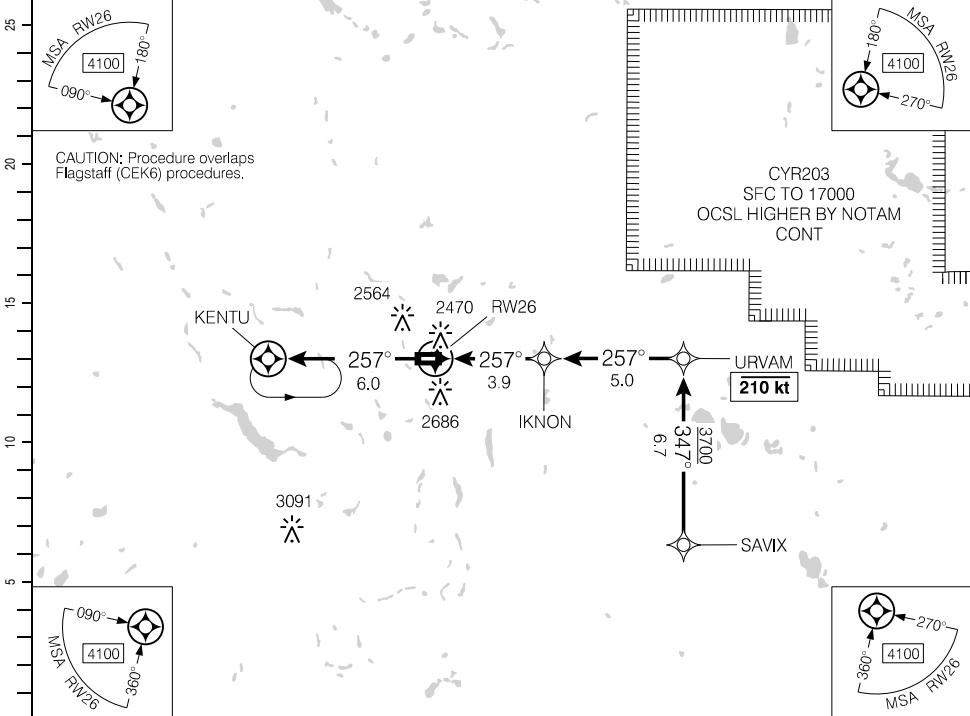 25
20
15
10
5
MSA RW26
4100
180°
090°
MSA RW26
4100
180°
270°
CAUTION: Procedure overlaps
Flagstaff (CEK6) procedures.
CYR203
SFC TO 17000
OCSL HIGHER BY NOTAM
CONT
2564
2470
RW26
KENTU
257°
6.0
257°
3.9
257°
5.0
URVAM
210 kt
2686
IKNON
3700
347°
6.7
3091
SAVIX
090°
4100
MSA RW26
360°
270°
4100
360°
MSA RW26